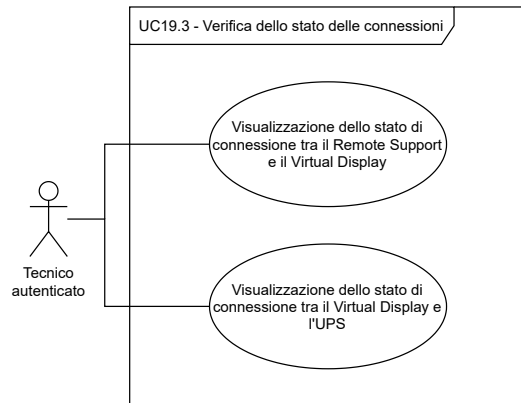 UC19.3 - Verifica dello stato delle connessioni
Visualizzazione dello stato di
connessione tra il Remote Support
e il Virtual Display
Tecnico
autenticato
Visualizzazione dello stato di
connessione tra il Virtual Display e
l'UPS